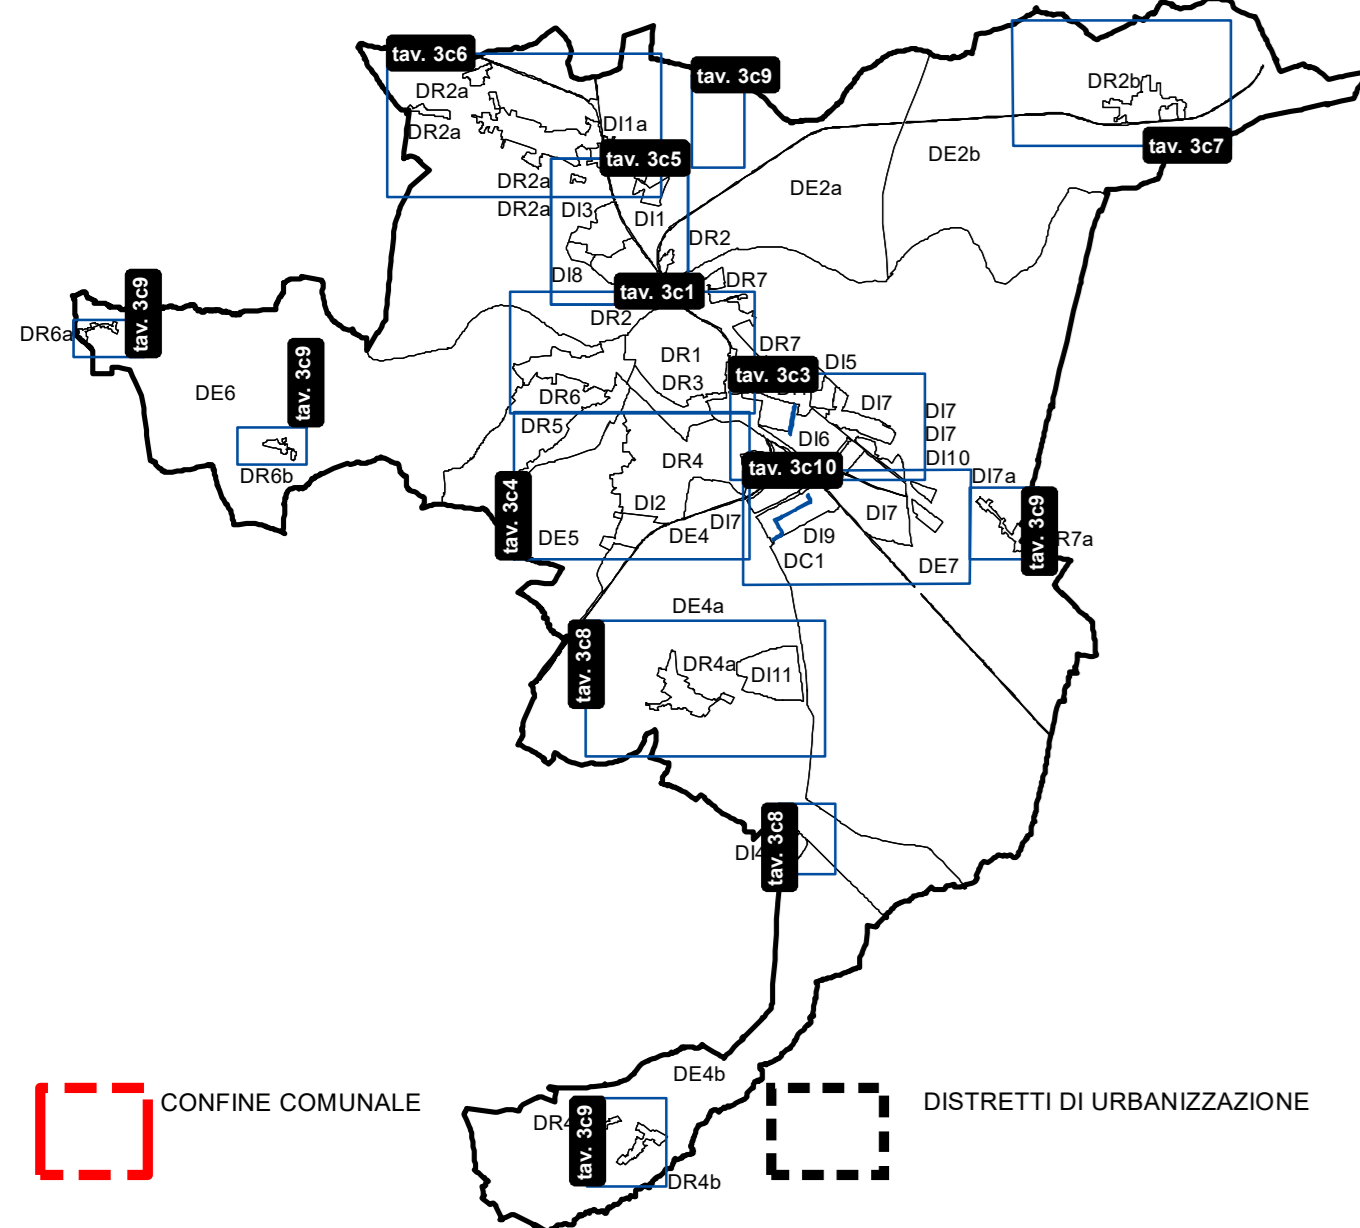 tav. 3c6
tav. 3c9
DR2a
DR2b
DR2a
DI1a
tav. 3c5
tav. 3c7
DE2b
DR2a
DE2a
DR2a
DI3
DI1
DR2
DI8
DR7
tav. 3c1
tav. 3c9
DR2
DR6a
DR7
DR1
DI5
tav. 3c3
DR3
tav. 3c9
DE6
DR6
DI7
DI7
DR5
DI7
DI6
DR4
DI10
tav. 3c10
DR6b
DI7a
DI2
DI7
DI7
tav. 3c4
DE5
DE4
DI9
tav. 3c9
R7a
DC1
DE7
DE4a
tav. 3c8
DR4a
DI11
DI4
tav. 3c8
DE4b
CONFINE COMUNALE
DISTRETTI DI URBANIZZAZIONE
DR4
tav. 3c9
DR4b